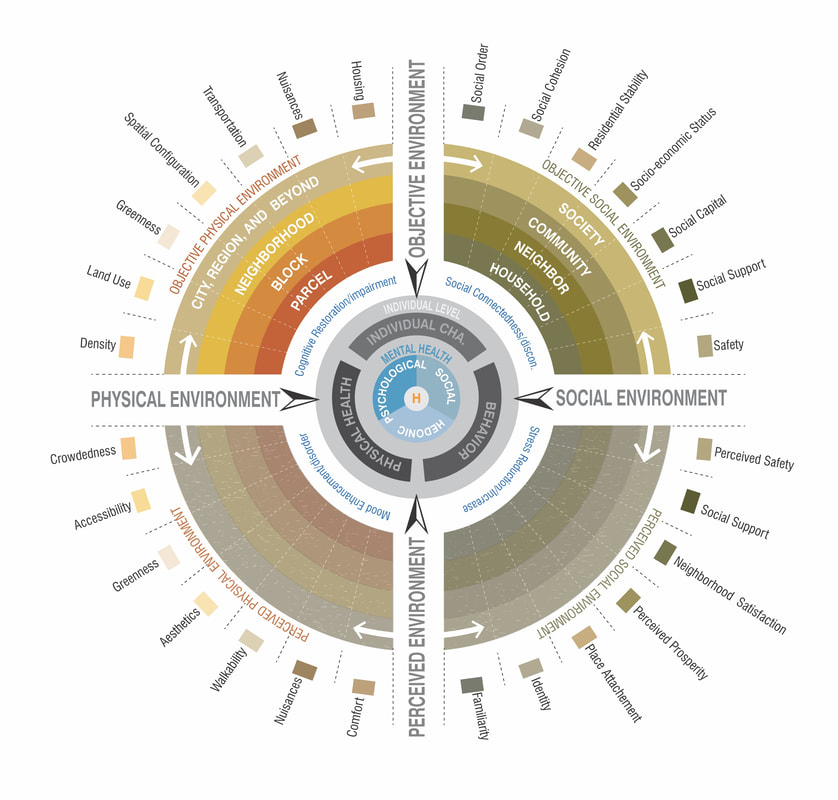 OBJECTIVE ENVIRONMENT
Housing
Nuisances
Transportation
Spatial Configuration
Greenness
Land Use
Density
OBJECTIVE PHYSICAL ENVIRONMENT
CITY, REGION, AND BEYOND
NEIGHBORHOOD
BLOCK
PARCEL
Cognitive Restoration/impairment
Social Order
Social Cohesion
Residential Stability
Socio-economic Status
Social Capital
Social Support
Safety
OBJECTIVE SOCIAL ENVIRONMENT
SOCIETY
COMMUNITY
NEIGHBOR
HOUSEHOLD
Social Connectedness/discon.
INDIVIDUAL LEVEL
INDIVIDUAL CHA.
MENTAL HEALTH
PSYCHOLOGICAL
SOCIAL
HEDONIC
H
PHYSICAL HEALTH
BEHAVIOR
PHYSICAL ENVIRONMENT
SOCIAL ENVIRONMENT
Crowdedness
Accessibility
Greenness
Aesthetics
Walkability
Nuisances
Comfort
PERCEIVED PHYSICAL ENVIRONMENT
Mood Enhancement/disorder
Perceived Safety
Social Support
Neighborhood Satisfaction
Perceived Prosperity
Place Attachement
Identity
Familiarity
PERCEIVED SOCIAL ENVIRONMENT
Stress Reduction/Increase
PERCEIVED ENVIRONMENT